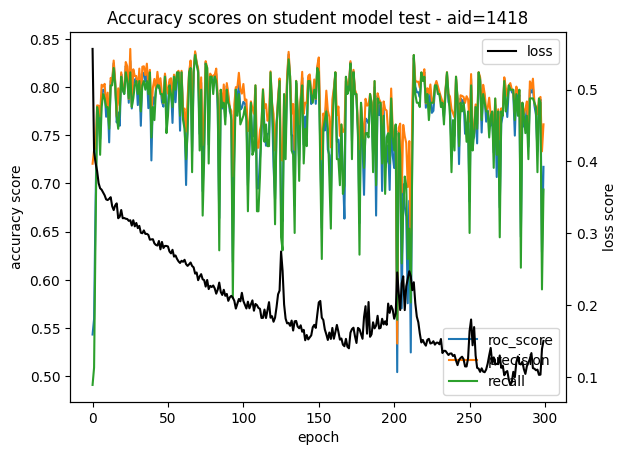 Accuracy scores on student model test - aid=1418
loss
0.85
0.80
0.75
0.70
0.65
0.60
0.55
0.50
accuracy score
0.5
0.4
0.3
0.2
0.1
loss score
roc_score
precision
recall
0
50
100
150
200
250
300
epoch